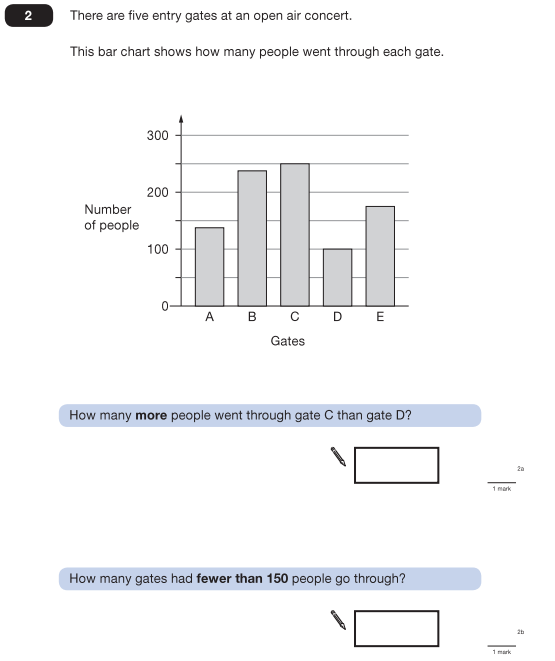 2 There are five entry gates at an open air concert.
This bar chart shows how many people went through each gate.
300
200
Number
of people
100
0
A B C D E
Gates
How many more people went through gate C than gate D?
2a
1 mark
How many gates had fewer than 150 people go through?
2b
1 mark